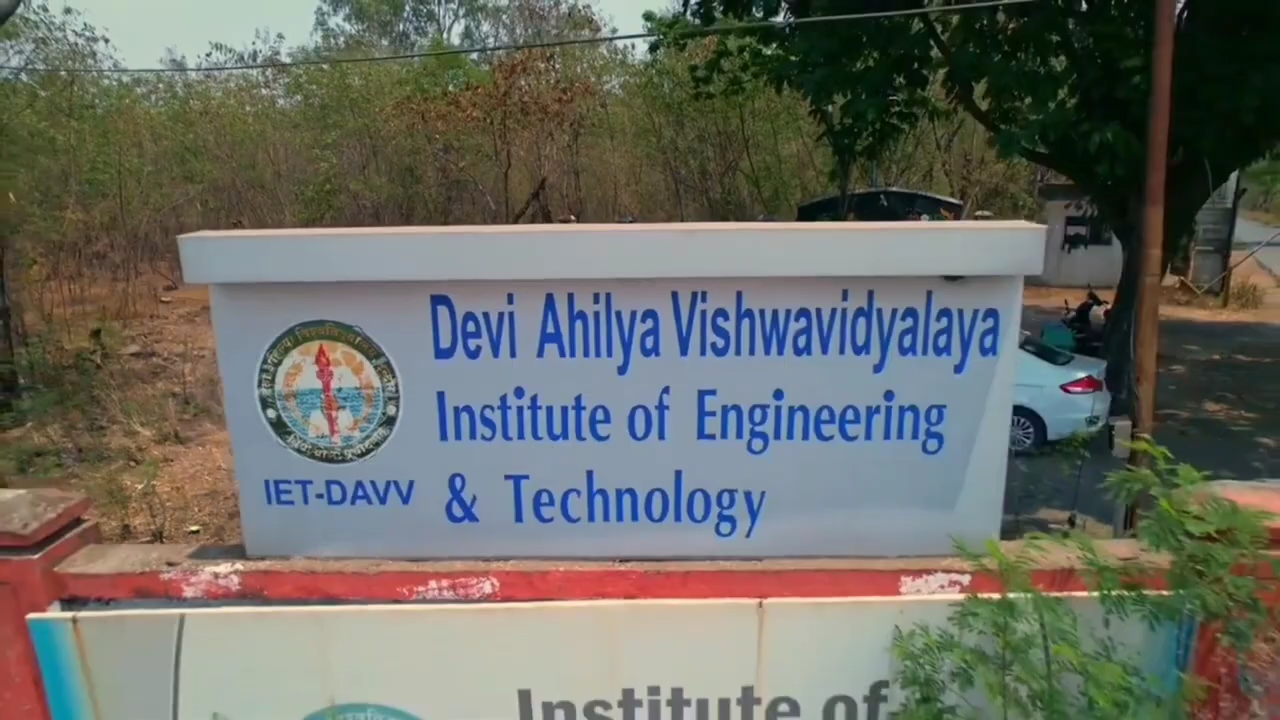 Devi Ahilya Vishwavidyalaya
Institute of Engineering
& Technology
IET-DAVV
Institute of